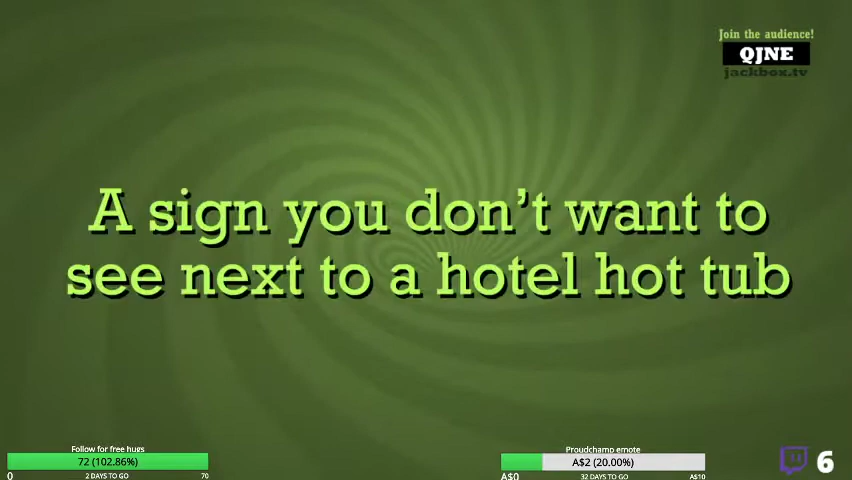 Join the audience!
QJNE
jackbox.tv
A sign you don't want to
see next to a hotel hot tub
Follow for free hugs
72 (102.86%)
0 2 DAYS TO GO 70
Proudchamp emote
A$2 (20.00%)
A$0 32 DAYS TO GO A$10
6